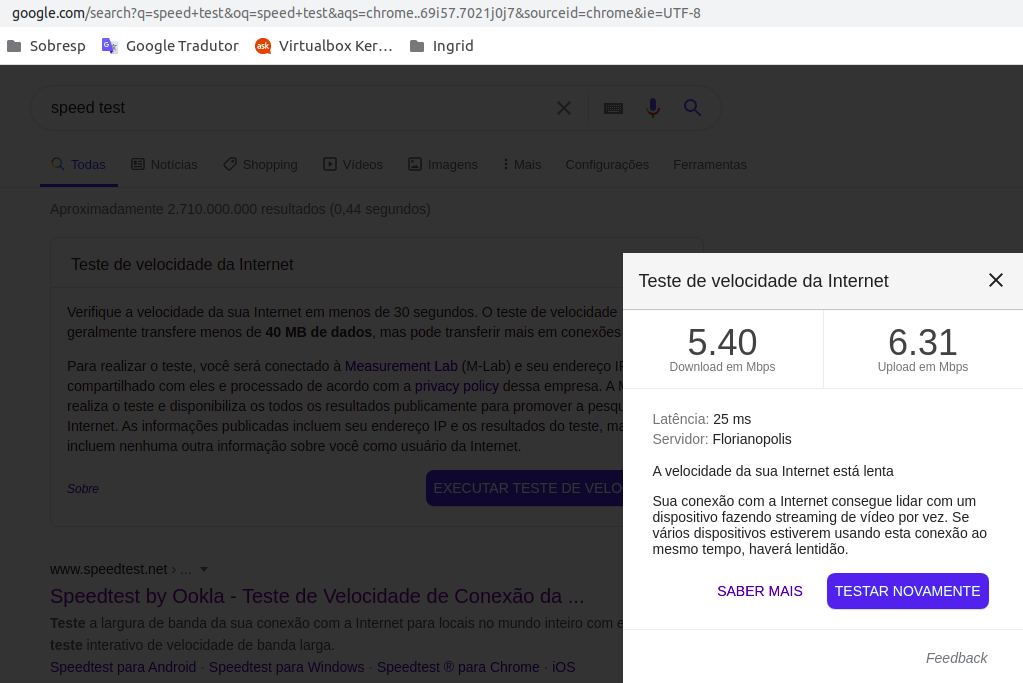 google.com/search?q=speed+test&oq=speed+test&aqs=chrome..69i57.7021j0j7&sourceid=chrome&ie=UTF-8
Sobresp Google Tradutor ask Virtualbox Ker... Ingrid
speed test
Todas Notícias Shopping Vídeos Imagens Mais Configurações Ferramentas
Aproximadamente 2.710.000.000 resultados (0,44 segundos)
Teste de velocidade da Internet
Verifique a velocidade da sua Internet em menos de 30 segundos. O teste de velocidade
geralmente transfere menos de 40 MB de dados, mas pode transferir mais em conexões
Para realizar o teste, você será conectado à Measurement Lab (M-Lab) e seu endereço IP
compartilhado com eles e processado de acordo com a privacy policy dessa empresa. A M
realiza o teste e disponibiliza os todos os resultados publicamente para promover a pesqu
Internet. As informações publicadas incluem seu endereço IP e os resultados do teste, ma
incluem nenhuma outra informação sobre você como usuário da Internet.
Sobre
EXECUTAR TESTE DE VELO
www.speedtest.net › ...
Speedtest by Ookla - Teste de Velocidade de Conexão da ...
Teste a largura de banda da sua conexão com a Internet para locais no mundo inteiro com e
teste interativo de velocidade de banda larga.
Speedtest para Android · Speedtest para Windows · Speedtest ® para Chrome · iOS
Teste de velocidade da Internet
5.40 6.31
Download em Mbps Upload em Mbps
Latência: 25 ms
Servidor: Florianopolis
A velocidade da sua Internet está lenta
Sua conexão com a Internet consegue lidar com um
dispositivo fazendo streaming de vídeo por vez. Se
vários dispositivos estiverem usando esta conexão ao
mesmo tempo, haverá lentidão.
SABER MAIS TESTAR NOVAMENTE
Feedback